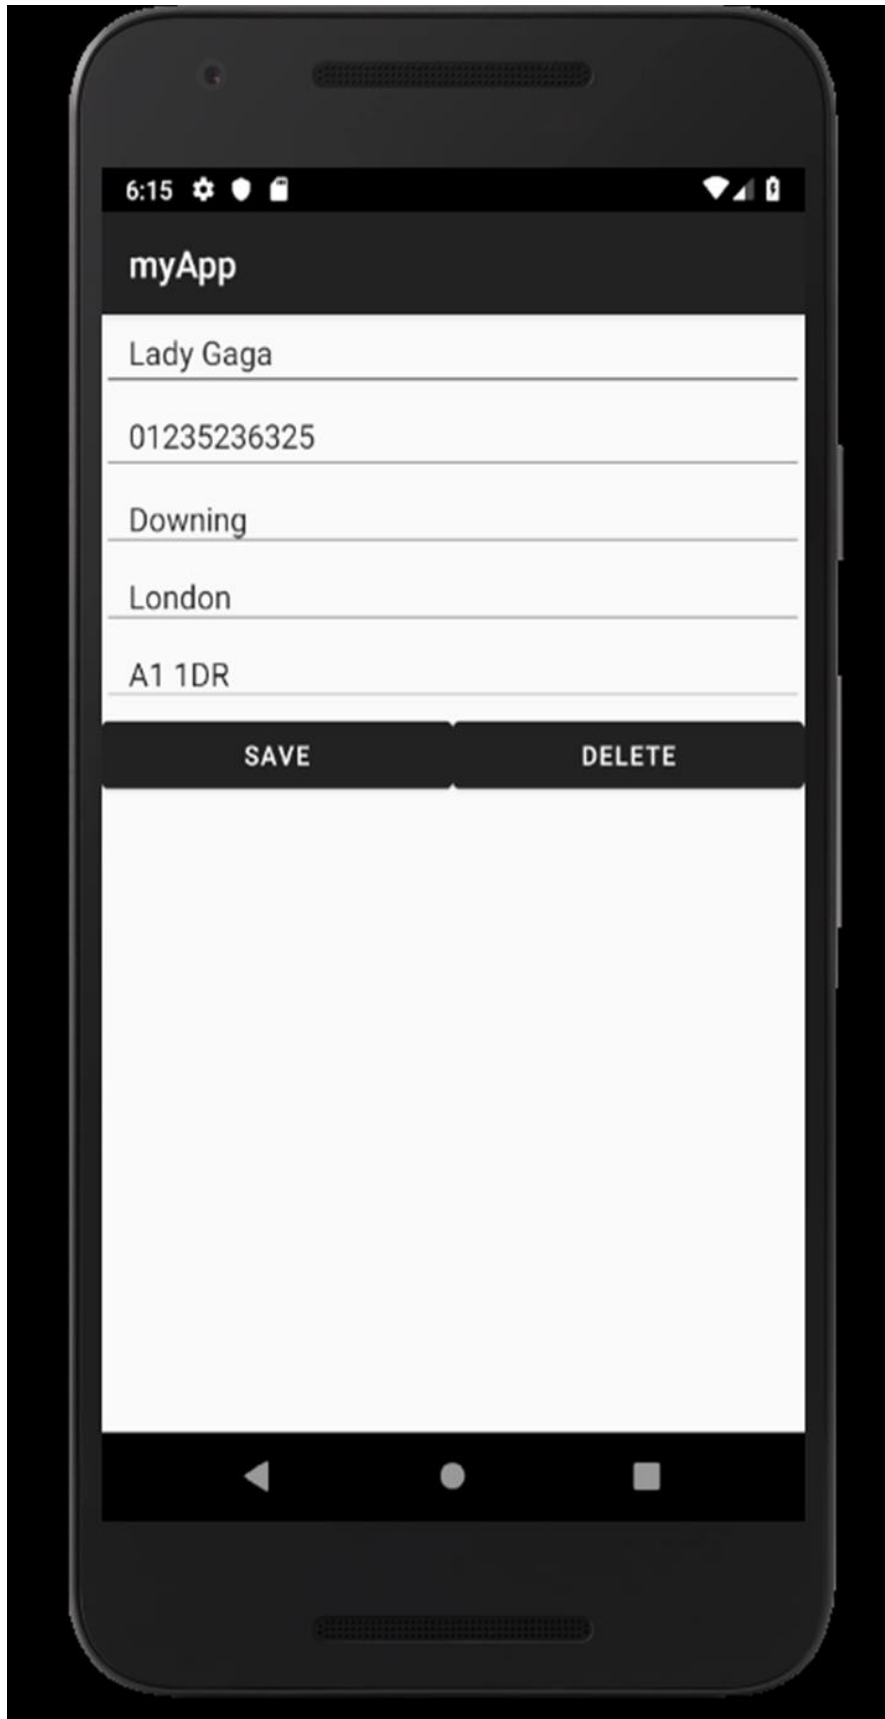 6:15
myApp
Lady Gaga
01235236325
Downing
London
A1 1DR
SAVE DELETE